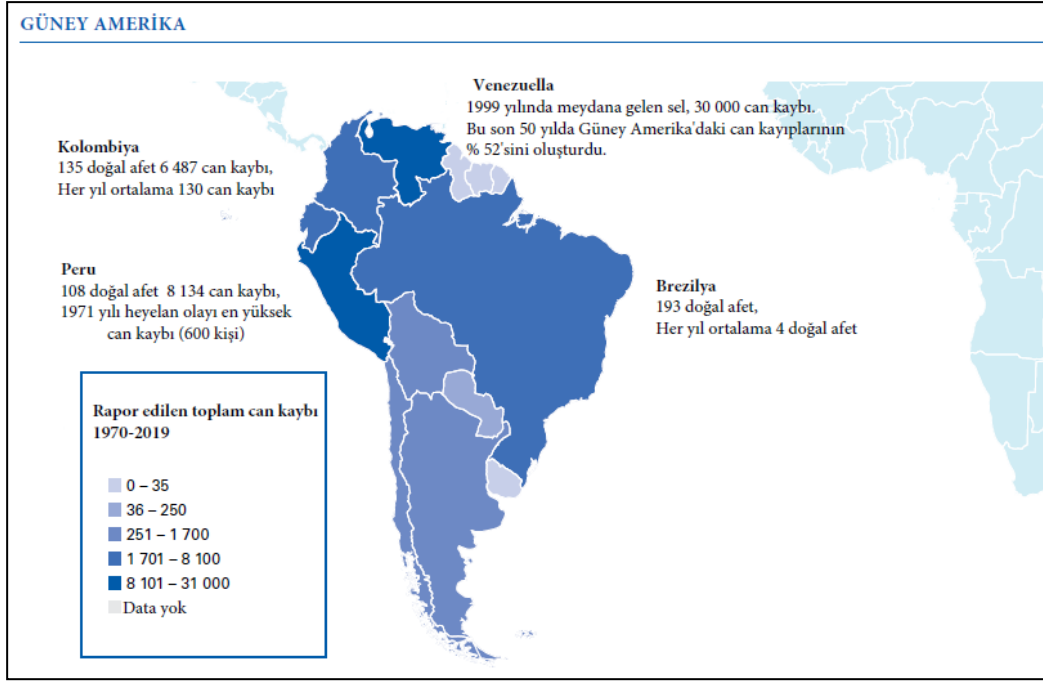 GÜNEY AMERİKA
Venezuella
1999 yılında meydana gelen sel, 30 000 can kaybı.
Bu son 50 yılda Güney Amerika'daki can kayıplarının
% 52'sini oluşturdu.
Kolombiya
135 doğal afet 6 487 can kaybı,
Her yıl ortalama 130 can kaybı
Peru
108 doğal afet 8 134 can kaybı,
1971 yılı heyelan olayı en yüksek
can kaybı (600 kişi)
Brezilya
193 doğal afet,
Her yıl ortalama 4 doğal afet
Rapor edilen toplam can kaybı
1970-2019
0 – 35
36 – 250
251 – 1 700
1 701 – 8 100
8 101 – 31 000
Data yok